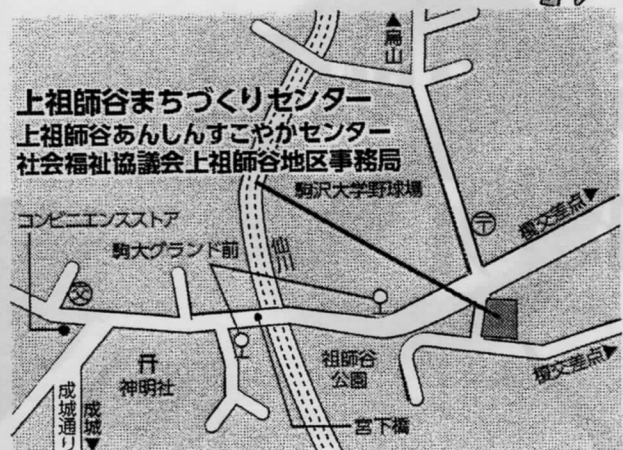 ▲烏山
上祖師谷まちづくりセンター
上祖師谷あんしんすこやかセンター
社会福祉協議会上祖師谷地区事務局
駒沢大学野球場
コンビニエンスストア
駒大グランド前
仙川
〒
榎交差点▶
文
神明社
祖師谷
公園
榎交差点▶
成城通り
成城▼
宮下橋